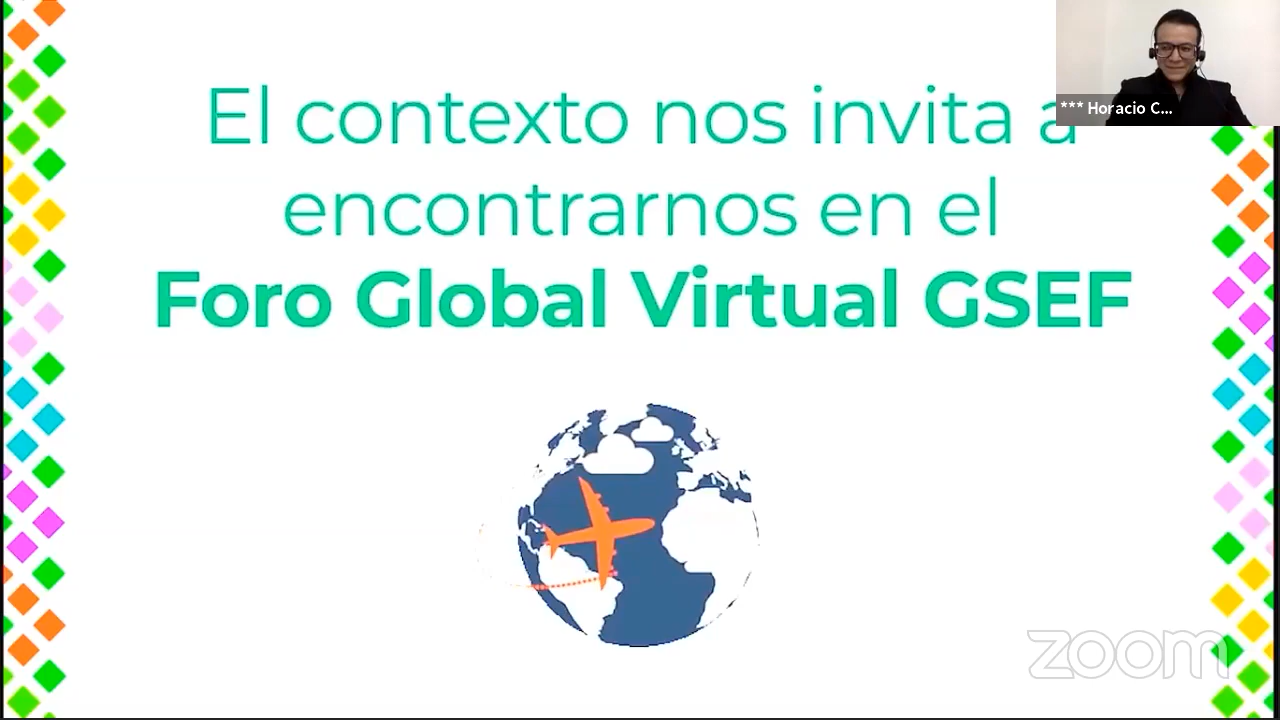 El contexto nos invita a
encontrarnos en el
Foro Global Virtual GSEF
*** Horacio C...
zoom